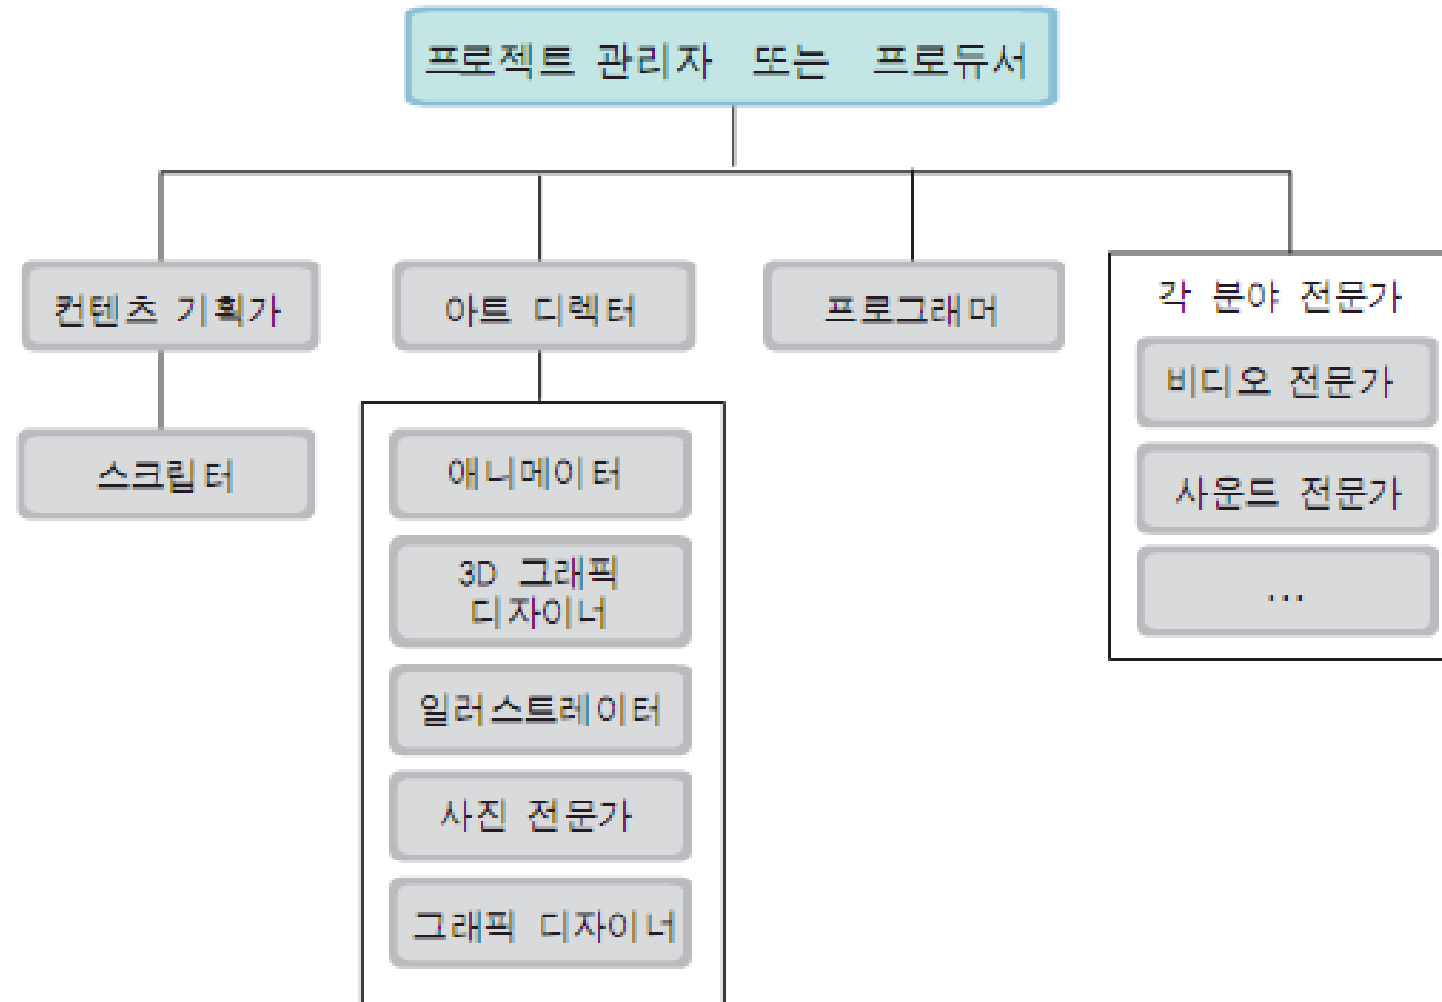 프로젝트 관리자 또는 프로듀서
컨텐츠 기획가
아트 디렉터
프로그래머
각 분야 전문가
비디오 전문가
스크립터
애니메이터
사운드 전문가
3D 그래픽
디자이너
...
일러스트레이터
사진 전문가
그래픽 디자이너